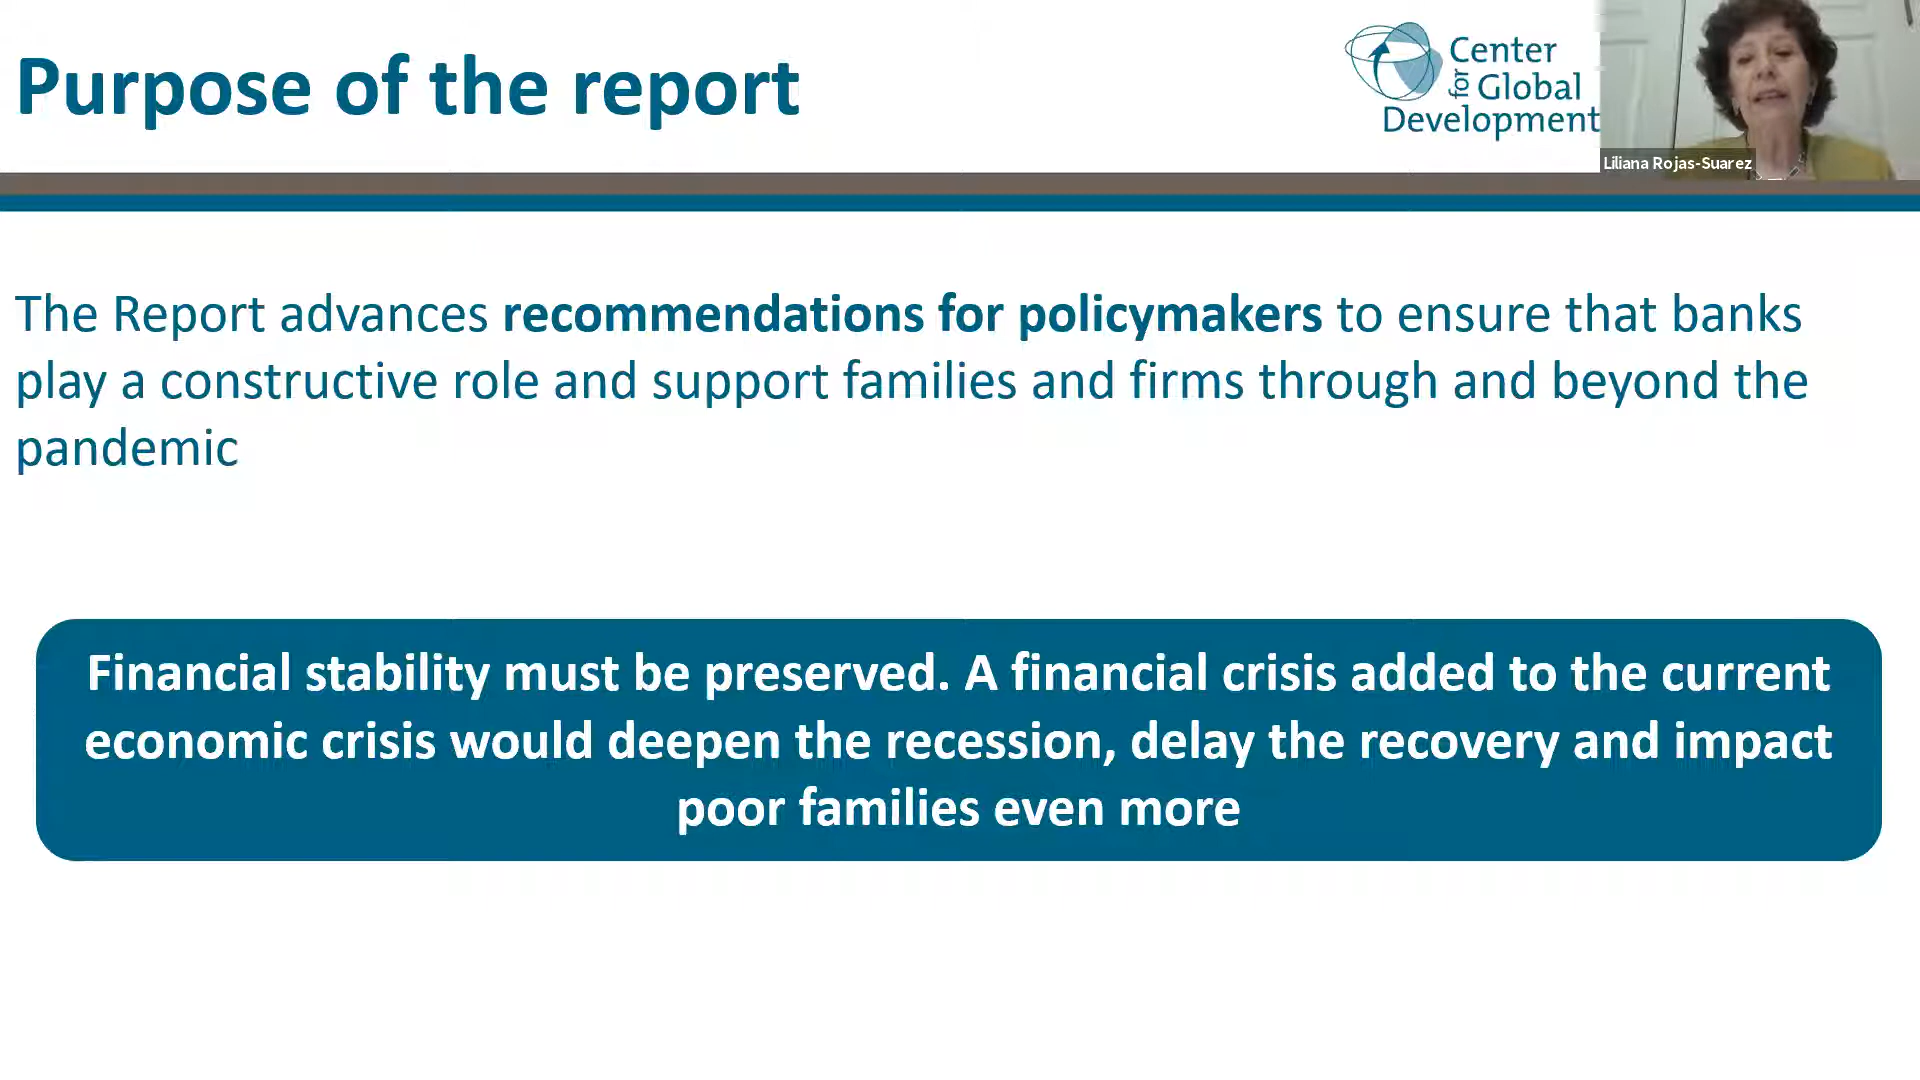 Purpose of the report
Center
for Global
Development
Liliana Rojas-Suarez
The Report advances recommendations for policymakers to ensure that banks
play a constructive role and support families and firms through and beyond the
pandemic
Financial stability must be preserved. A financial crisis added to the current
economic crisis would deepen the recession, delay the recovery and impact
poor families even more